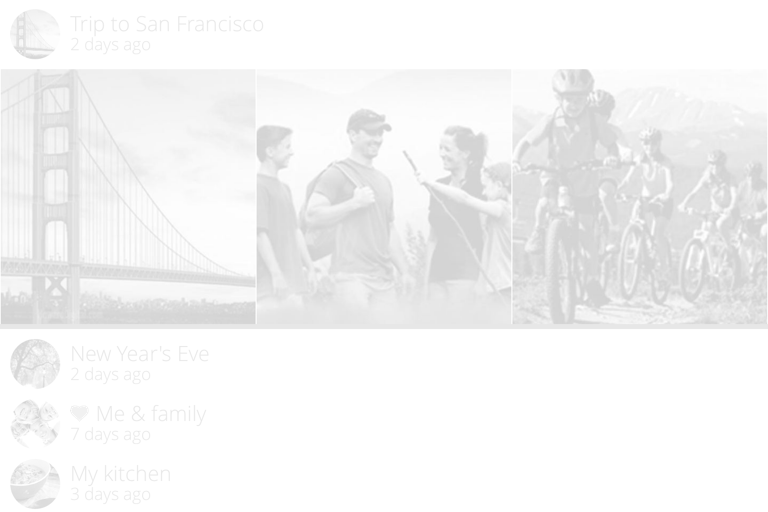 Trip to San Francisco
2 days ago
New Year's Eve
2 days ago
♥ Me & family
7 days ago
My kitchen
3 days ago